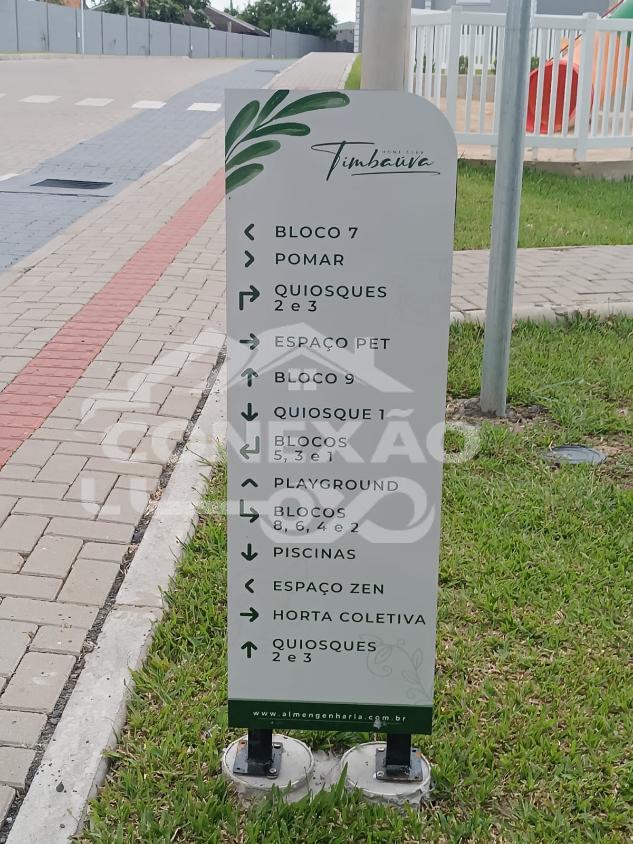 HOME CLUB
Timbaúva
BLOCO 7
POMAR
QUIOSQUES
2 e 3
ESPAÇO PET
BLOCO 9
QUIOSQUE 1
BLOCOS
5, 3 e 1
PLAYGROUND
BLOCOS
8, 6, 4 e 2
PISCINAS
ESPAÇO ZEN
HORTA COLETIVA
QUIOSQUES
2 e 3
www.almengenharia.com.br
CONEXÃO